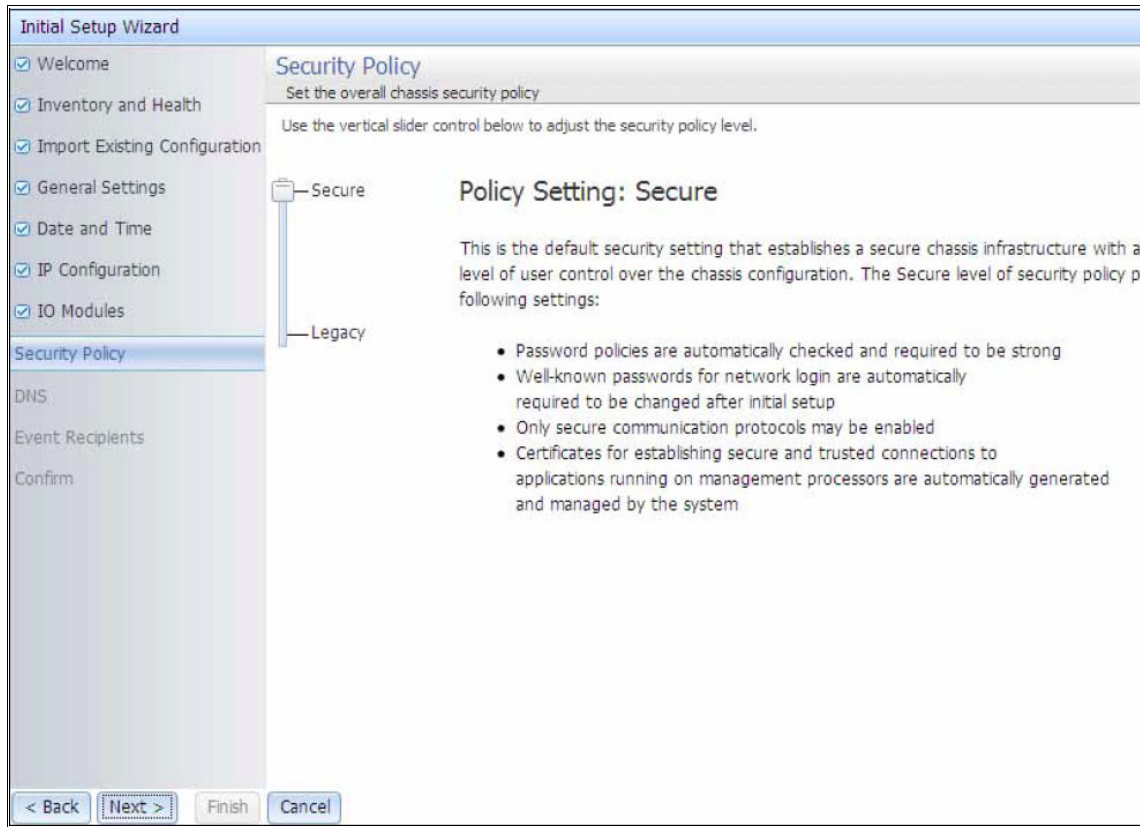 Initial Setup Wizard
Welcome
Inventory and Health
Import Existing Configuration
General Settings
Date and Time
IP Configuration
IO Modules
Security Policy
DNS
Event Recipients
Confirm
Security Policy
Set the overall chassis security policy
Use the vertical slider control below to adjust the security policy level.
Secure
Legacy
Policy Setting: Secure
This is the default security setting that establishes a secure chassis infrastructure with a
level of user control over the chassis configuration. The Secure level of security policy p
following settings:
• Password policies are automatically checked and required to be strong
• Well-known passwords for network login are automatically
required to be changed after initial setup
• Only secure communication protocols may be enabled
• Certificates for establishing secure and trusted connections to
applications running on management processors are automatically generated
and managed by the system
< Back
Next >
Finish
Cancel